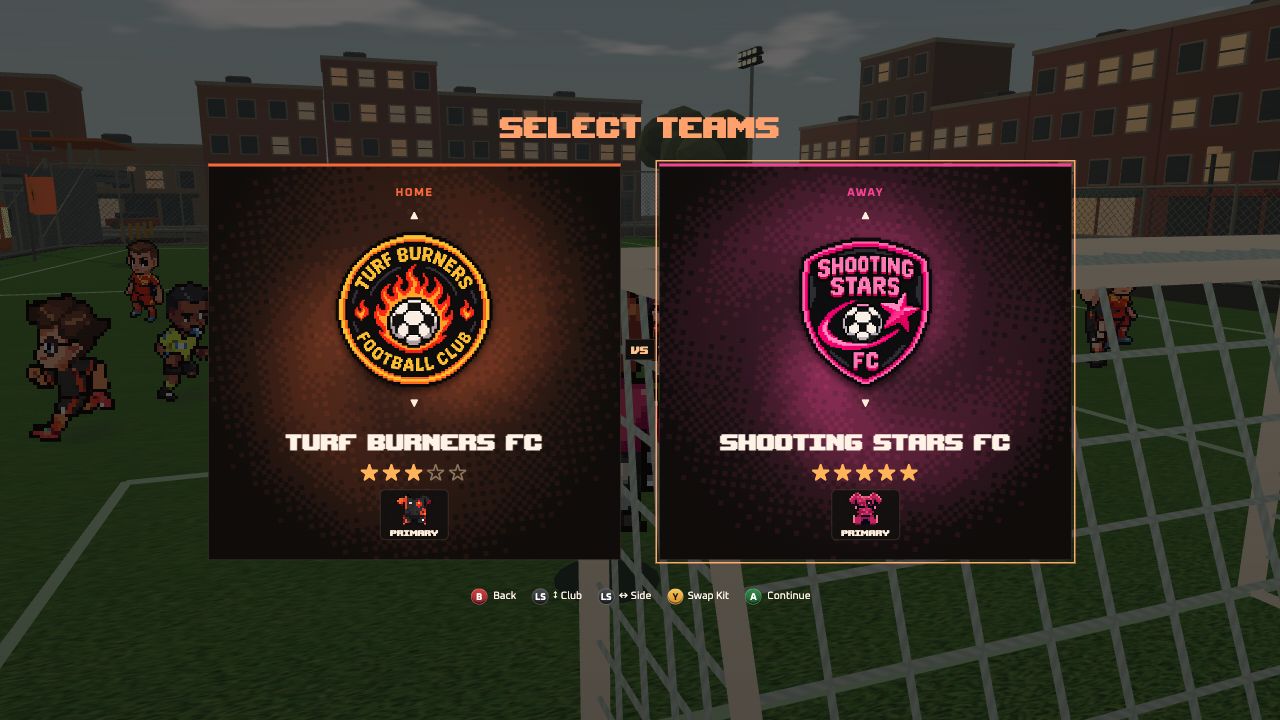 SELECT TEAMS
HOME
TURF BURNERS
FOOTBALL CLUB
TURF BURNERS FC
PRIMARY
VS
AWAY
SHOOTING
STARS
FC
SHOOTING STARS FC
PRIMARY
B Back LS Club LS Side Y Swap Kit A Continue